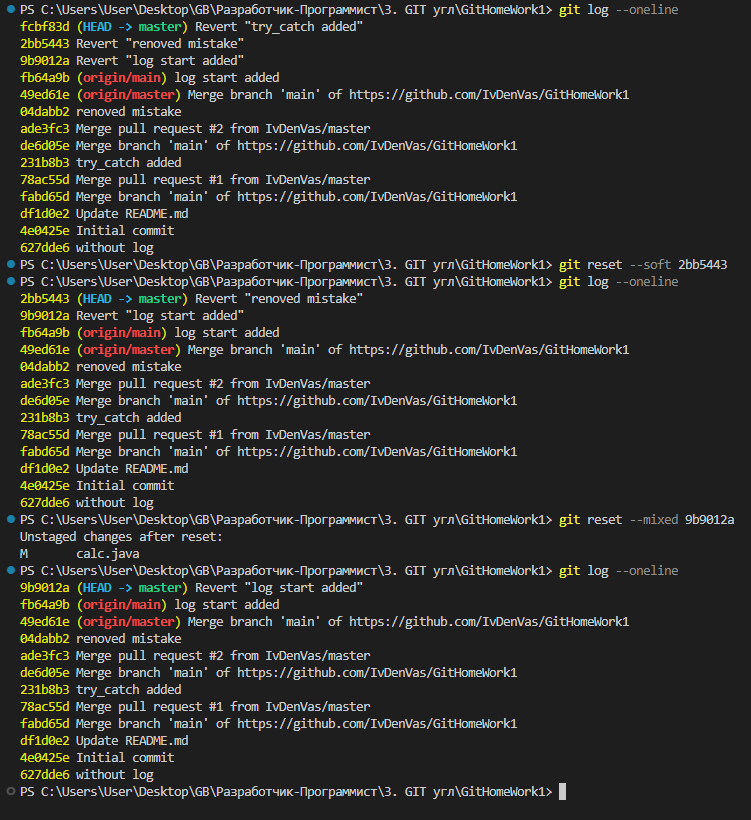 PS C:\Users\User\Desktop\GB\Разработчик-Программист\3. GIT угл\GitHomeWork1> git log --oneline
fcbf83d (HEAD -> master) Revert "try_catch added"
2bb5443 Revert "renoved mistake"
9b9012a Revert "log start added"
fb64a9b (origin/main) log start added
49ed61e (origin/master) Merge branch 'main' of https://github.com/IvDenVas/GitHomeWork1
04dabb2 renoved mistake
ade3fc3 Merge pull request #2 from IvDenVas/master
de6d05e Merge branch 'main' of https://github.com/IvDenVas/GitHomeWork1
231b8b3 try_catch added
78ac55d Merge pull request #1 from IvDenVas/master
fabd65d Merge branch 'main' of https://github.com/IvDenVas/GitHomeWork1
df1d0e2 Update README.md
4e0425e Initial commit
627dde6 without log
PS C:\Users\User\Desktop\GB\Разработчик-Программист\3. GIT угл\GitHomeWork1> git reset --soft 2bb5443
PS C:\Users\User\Desktop\GB\Разработчик-Программист\3. GIT угл\GitHomeWork1> git log --oneline
2bb5443 (HEAD -> master) Revert "renoved mistake"
9b9012a Revert "log start added"
fb64a9b (origin/main) log start added
49ed61e (origin/master) Merge branch 'main' of https://github.com/IvDenVas/GitHomeWork1
04dabb2 renoved mistake
ade3fc3 Merge pull request #2 from IvDenVas/master
de6d05e Merge branch 'main' of https://github.com/IvDenVas/GitHomeWork1
231b8b3 try_catch added
78ac55d Merge pull request #1 from IvDenVas/master
fabd65d Merge branch 'main' of https://github.com/IvDenVas/GitHomeWork1
df1d0e2 Update README.md
4e0425e Initial commit
627dde6 without log
PS C:\Users\User\Desktop\GB\Разработчик-Программист\3. GIT угл\GitHomeWork1> git reset --mixed 9b9012a
Unstaged changes after reset:
M       calc.java
PS C:\Users\User\Desktop\GB\Разработчик-Программист\3. GIT угл\GitHomeWork1> git log --oneline
9b9012a (HEAD -> master) Revert "log start added"
fb64a9b (origin/main) log start added
49ed61e (origin/master) Merge branch 'main' of https://github.com/IvDenVas/GitHomeWork1
04dabb2 renoved mistake
ade3fc3 Merge pull request #2 from IvDenVas/master
de6d05e Merge branch 'main' of https://github.com/IvDenVas/GitHomeWork1
231b8b3 try_catch added
78ac55d Merge pull request #1 from IvDenVas/master
fabd65d Merge branch 'main' of https://github.com/IvDenVas/GitHomeWork1
df1d0e2 Update README.md
4e0425e Initial commit
627dde6 without log
PS C:\Users\User\Desktop\GB\Разработчик-Программист\3. GIT угл\GitHomeWork1>